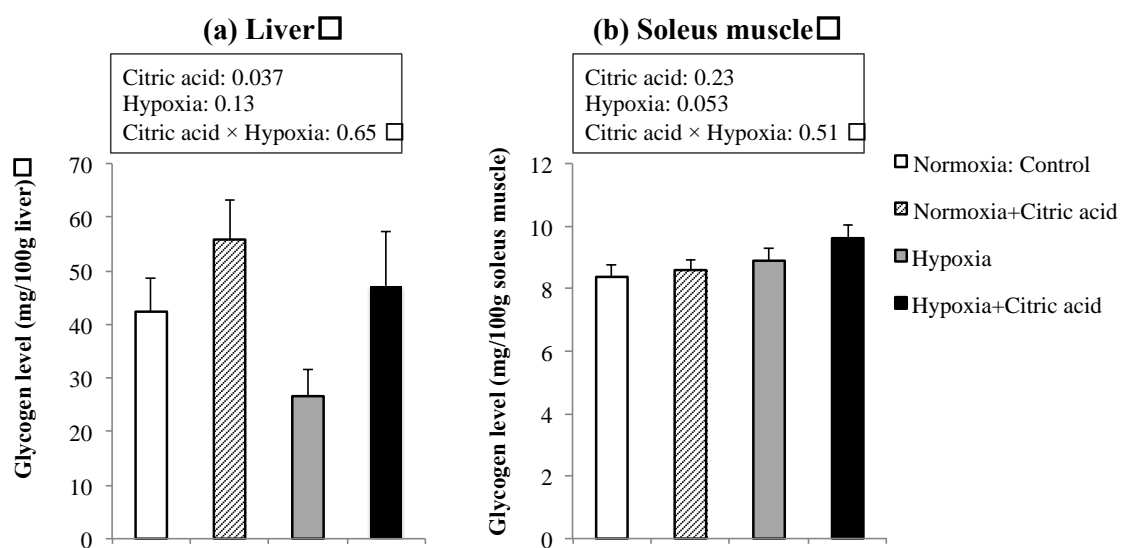 (a) Liver□
(b) Soleus muscle□
Citric acid: 0.037
Hypoxia: 0.13
Citric acid × Hypoxia: 0.65 □
Citric acid: 0.23
Hypoxia: 0.053
Citric acid × Hypoxia: 0.51 □
Glycogen level (mg/100g liver)□
70
60
50
40
30
20
10
0
Glycogen level (mg/100g soleus muscle)
12
10
8
6
4
2
0
Normoxia: Control
Normoxia+Citric acid
Hypoxia
Hypoxia+Citric acid